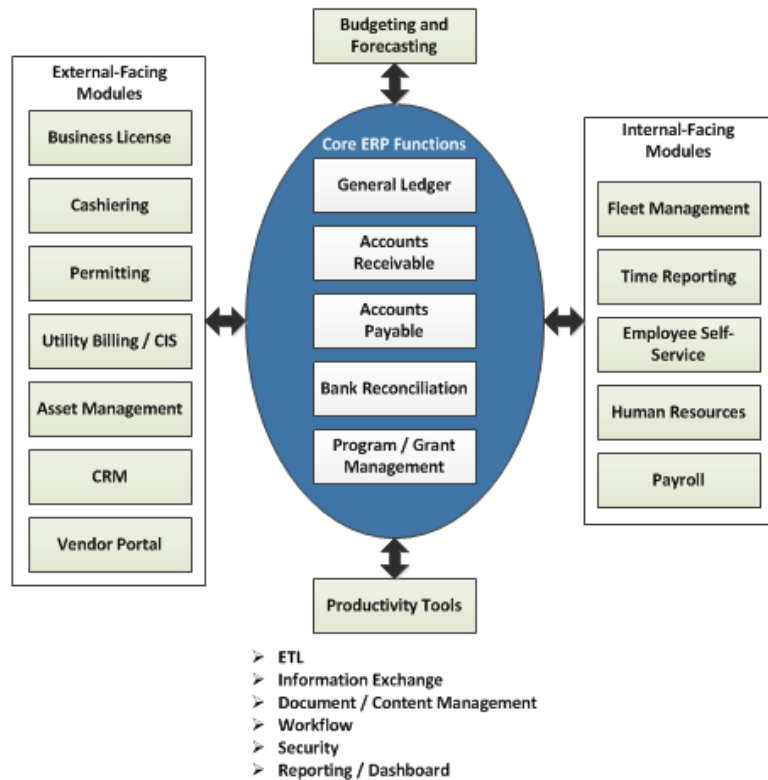 Budgeting and
Forecasting
External-Facing
Modules
Business License
Cashiering
Permitting
Utility Billing / CIS
Asset Management
CRM
Vendor Portal
Core ERP Functions
General Ledger
Accounts
Receivable
Accounts
Payable
Bank Reconciliation
Program / Grant
Management
Internal-Facing
Modules
Fleet Management
Time Reporting
Employee Self-
Service
Human Resources
Payroll
Productivity Tools
➢ ETL
➢ Information Exchange
➢ Document / Content Management
➢ Workflow
➢ Security
➢ Reporting / Dashboard